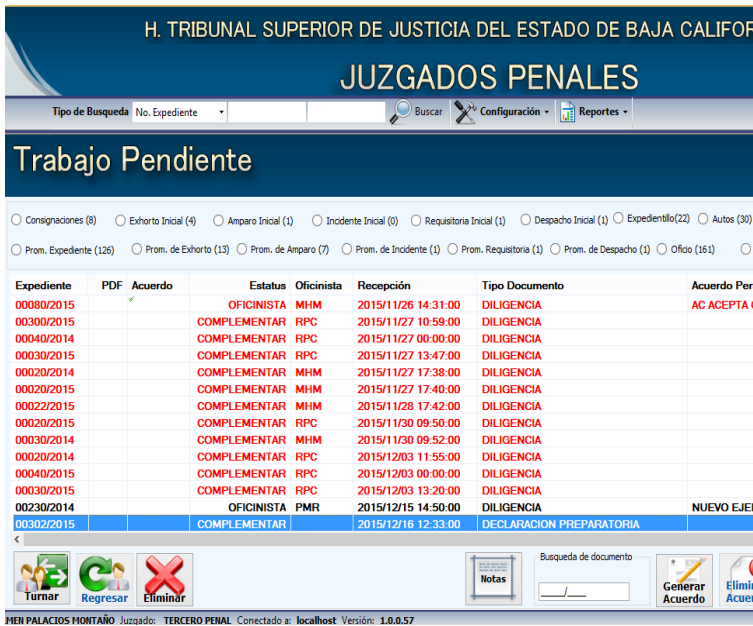 H. TRIBUNAL SUPERIOR DE JUSTICIA DEL ESTADO DE BAJA CALIFOR
JUZGADOS PENALES
Tipo de Busqueda No. Expediente Buscar Configuración Reportes
Trabajo Pendiente
Consignaciones (8) Exhorto Inicial (4) Amparo Inicial (1) Incidente Inicial (0) Requisitoria Inicial (1) Despacho Inicial (1) Expedientillo(22) Autos (30)
Prom. Expediente (126) Prom. de Exhorto (13) Prom. de Amparo (7) Prom. de Incidente (1) Prom. Requisitoria (1) Prom. de Despacho (1) Oficio (161)
Expediente PDF Acuerdo Estatus Oficinista Recepción Tipo Documento Acuerdo Per
00080/2015 OFICINISTA MHM 2015/11/26 14:31:00 DILIGENCIA AC ACEPTA
00300/2015 COMPLEMENTAR RPC 2015/11/27 10:59:00 DILIGENCIA
00040/2014 COMPLEMENTAR RPC 2015/11/27 00:00:00 DILIGENCIA
00030/2015 COMPLEMENTAR RPC 2015/11/27 13:47:00 DILIGENCIA
00020/2014 COMPLEMENTAR MHM 2015/11/27 17:38:00 DILIGENCIA
00020/2015 COMPLEMENTAR MHM 2015/11/27 17:40:00 DILIGENCIA
00022/2015 COMPLEMENTAR MHM 2015/11/28 17:42:00 DILIGENCIA
00020/2015 COMPLEMENTAR RPC 2015/11/30 09:50:00 DILIGENCIA
00030/2014 COMPLEMENTAR MHM 2015/11/30 09:52:00 DILIGENCIA
00020/2014 COMPLEMENTAR RPC 2015/12/03 11:55:00 DILIGENCIA
00040/2015 COMPLEMENTAR RPC 2015/12/03 00:00:00 DILIGENCIA
00030/2015 COMPLEMENTAR RPC 2015/12/03 13:20:00 DILIGENCIA
00230/2014 OFICINISTA PMR 2015/12/15 14:50:00 DILIGENCIA NUEVO EJE
00302/2015 COMPLEMENTAR 2015/12/16 12:33:00 DECLARACION PREPARATORIA
Turnar Regresar Eliminar Notas Busqueda de documento ____/____ Generar Acuerdo Elimin Acue
MEN PALACIOS MONTAÑO Juzgado: TERCERO PENAL Conectado a: localhost Versión: 1.0.0.57